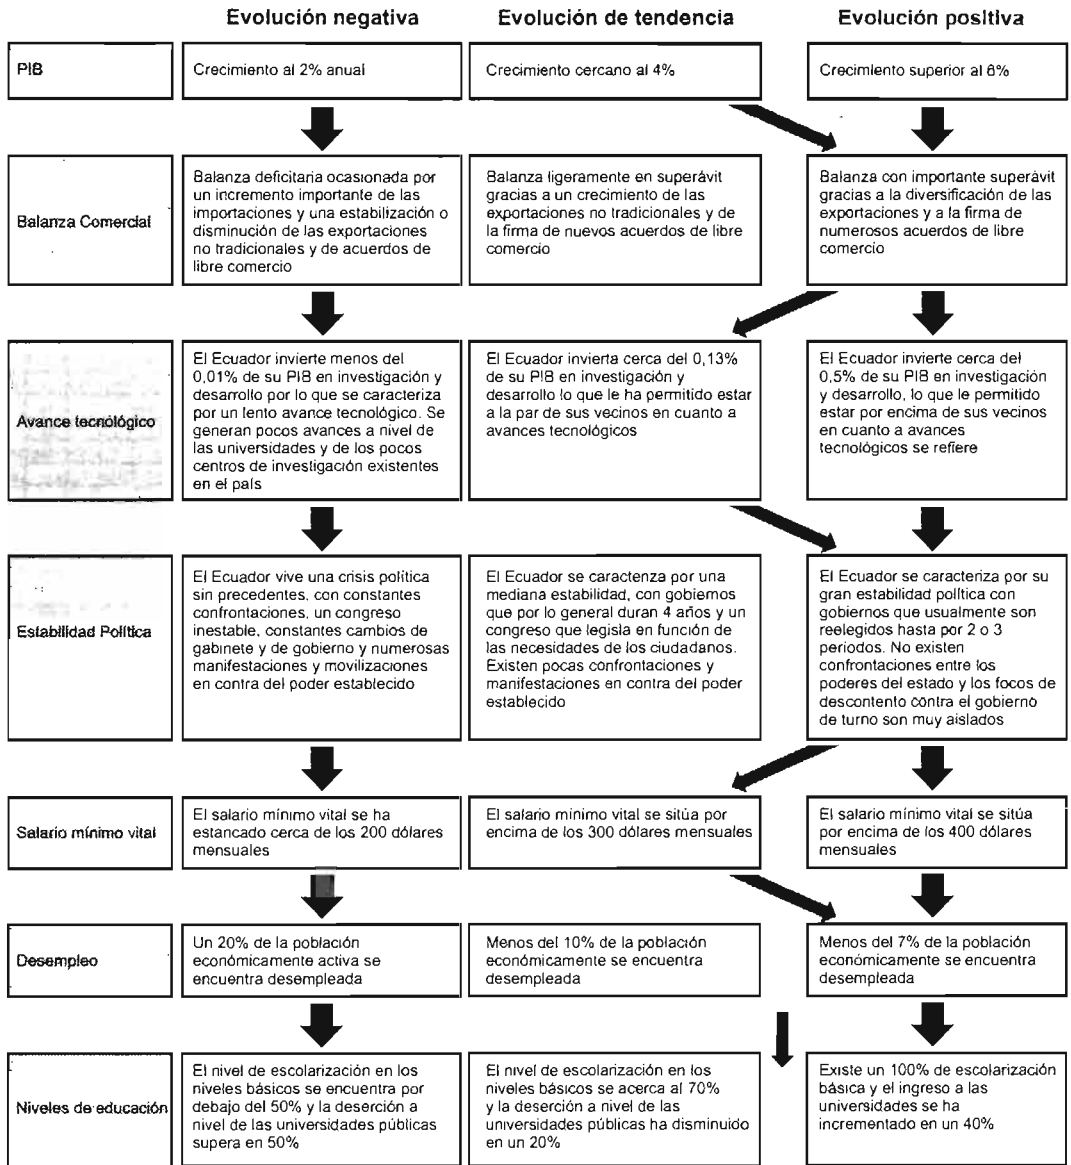 Evolución negativa
Evolución de tendencia
Evolución positiva
PIB
Crecimiento al 2% anual
Crecimiento cercano al 4%
Crecimiento superior al 6%
Balanza Comercial
Balanza deficitaria ocasionada por
un incremento importante de las
importaciones y una estabilización o
disminución de las exportaciones
no tradicionales y de acuerdos de
libre comercio
Balanza ligeramente en superávit
gracias a un crecimiento de las
exportaciones no tradicionales y de
la firma de nuevos acuerdos de libre
comercio
Balanza con importante superávit
gracias a la diversificación de las
exportaciones y a la firma de
numerosos acuerdos de libre
comercio
Avance tecnológico
El Ecuador invierte menos del
0,01% de su PIB en investigación y
desarrollo por lo que se caracteriza
por un lento avance tecnológico. Se
generan pocos avances a nivel de
las universidades y de los pocos
centros de investigación existentes
en el país
El Ecuador invierta cerca del 0,13%
de su PIB en investigación y
desarrollo lo que le ha permitido estar
a la par de sus vecinos en cuanto a
avances tecnológicos
El Ecuador invierte cerca del
0,5% de su PIB en investigación
y desarrollo, lo que le permitido
estar por encima de sus vecinos
en cuanto a avances
tecnológicos se refiere
Estabilidad Política
El Ecuador vive una crisis política
sin precedentes, con constantes
confrontaciones, un congreso
inestable, constantes cambios de
gabinete y de gobierno y numerosas
manifestaciones y movilizaciones
en contra del poder establecido
El Ecuador se caracteriza por una
mediana estabilidad, con gobiernos
que por lo general duran 4 años y un
congreso que legisla en función de
las necesidades de los ciudadanos.
Existen pocas confrontaciones y
manifestaciones en contra del poder
establecido
El Ecuador se caracteriza por su
gran estabilidad política con
gobiernos que usualmente son
reelegidos hasta por 2 o 3
periodos. No existen
confrontaciones entre los
poderes del estado y los focos de
descontento contra el gobierno
de turno son muy aislados
Salario mínimo vital
El salario mínimo vital se ha
estancado cerca de los 200 dólares
mensuales
El salario mínimo vital se sitúa por
encima de los 300 dólares mensuales
El salario mínimo vital se sitúa
por encima de los 400 dólares
mensuales
Desempleo
Un 20% de la población
económicamente activa se
encuentra desempleada
Menos del 10% de la población
económicamente se encuentra
desempleada
Menos del 7% de la población
económicamente se encuentra
desempleada
Niveles de educación
El nivel de escolarización en los
niveles básicos se encuentra por
debajo del 50% y la deserción a
nivel de las universidades públicas
supera en 50%
El nivel de escolarización en los
niveles básicos se acerca al 70%
y la deserción a nivel de las
universidades públicas ha disminuido
en un 20%
Existe un 100% de escolarización
básica y el ingreso a las
universidades se ha
incrementado en un 40%